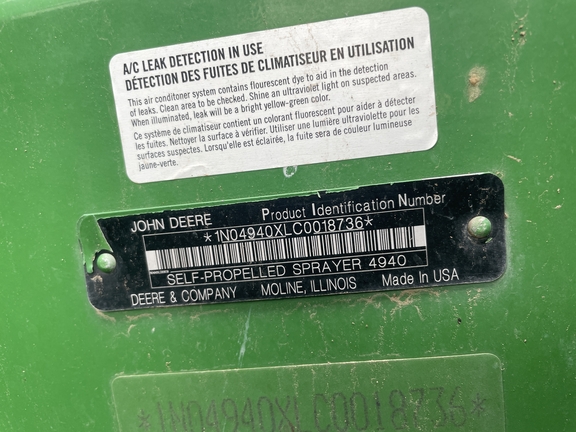 A/C LEAK DETECTION IN USE
DÉTECTION DES FUITES DE CLIMATISEUR EN UTILISATION
This air conditoner system contains flourescent dye to aid in the detection
of leaks. Clean area to be checked. Shine an ultraviolet light on suspected areas.
When illuminated, leak will be a bright yellow-green color.
Ce système de climatiseur contient un colorant fluorescent pour aider à détecter
les fuites. Nettoyer la surface à vérifier. Utiliser une lumière ultraviolette pour les
surfaces suspectes. Lorsqu'elle est éclairée, la fuite sera de couleur lumineuse
jaune-verte.
JOHN DEERE Product Identification Number
*1N04940XLC0018736*
SELF-PROPELLED SPRAYER 4940
DEERE & COMPANY MOLINE, ILLINOIS Made In USA
*1N04940XLC0018736*